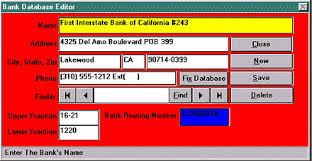 Bank Database Editor
Name First Interstate Bank of California #243
Address 4325 Del Amo Boulevard POB 399 Close
City, State, Zip Lakewood CA 90714-0399 New
Phone (310) 555-1212 Ext( ) Fix Database Save
Finder Find Delete
Upper Fraction 16-21 Bank Routing Number
Lower Fraction 1220
Enter The Bank's Name